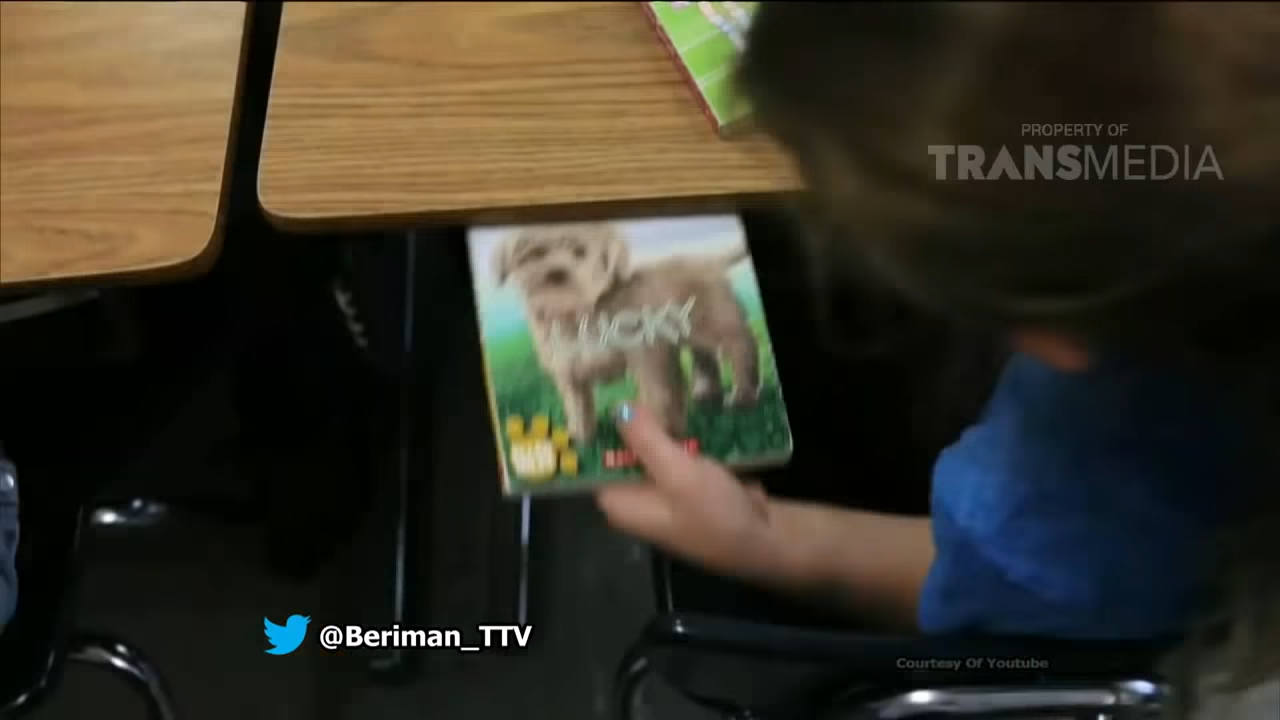 PROPERTY OF
TRANSMEDIA
LUCKY
@Beriman_TTV
Courtesy Of Youtube